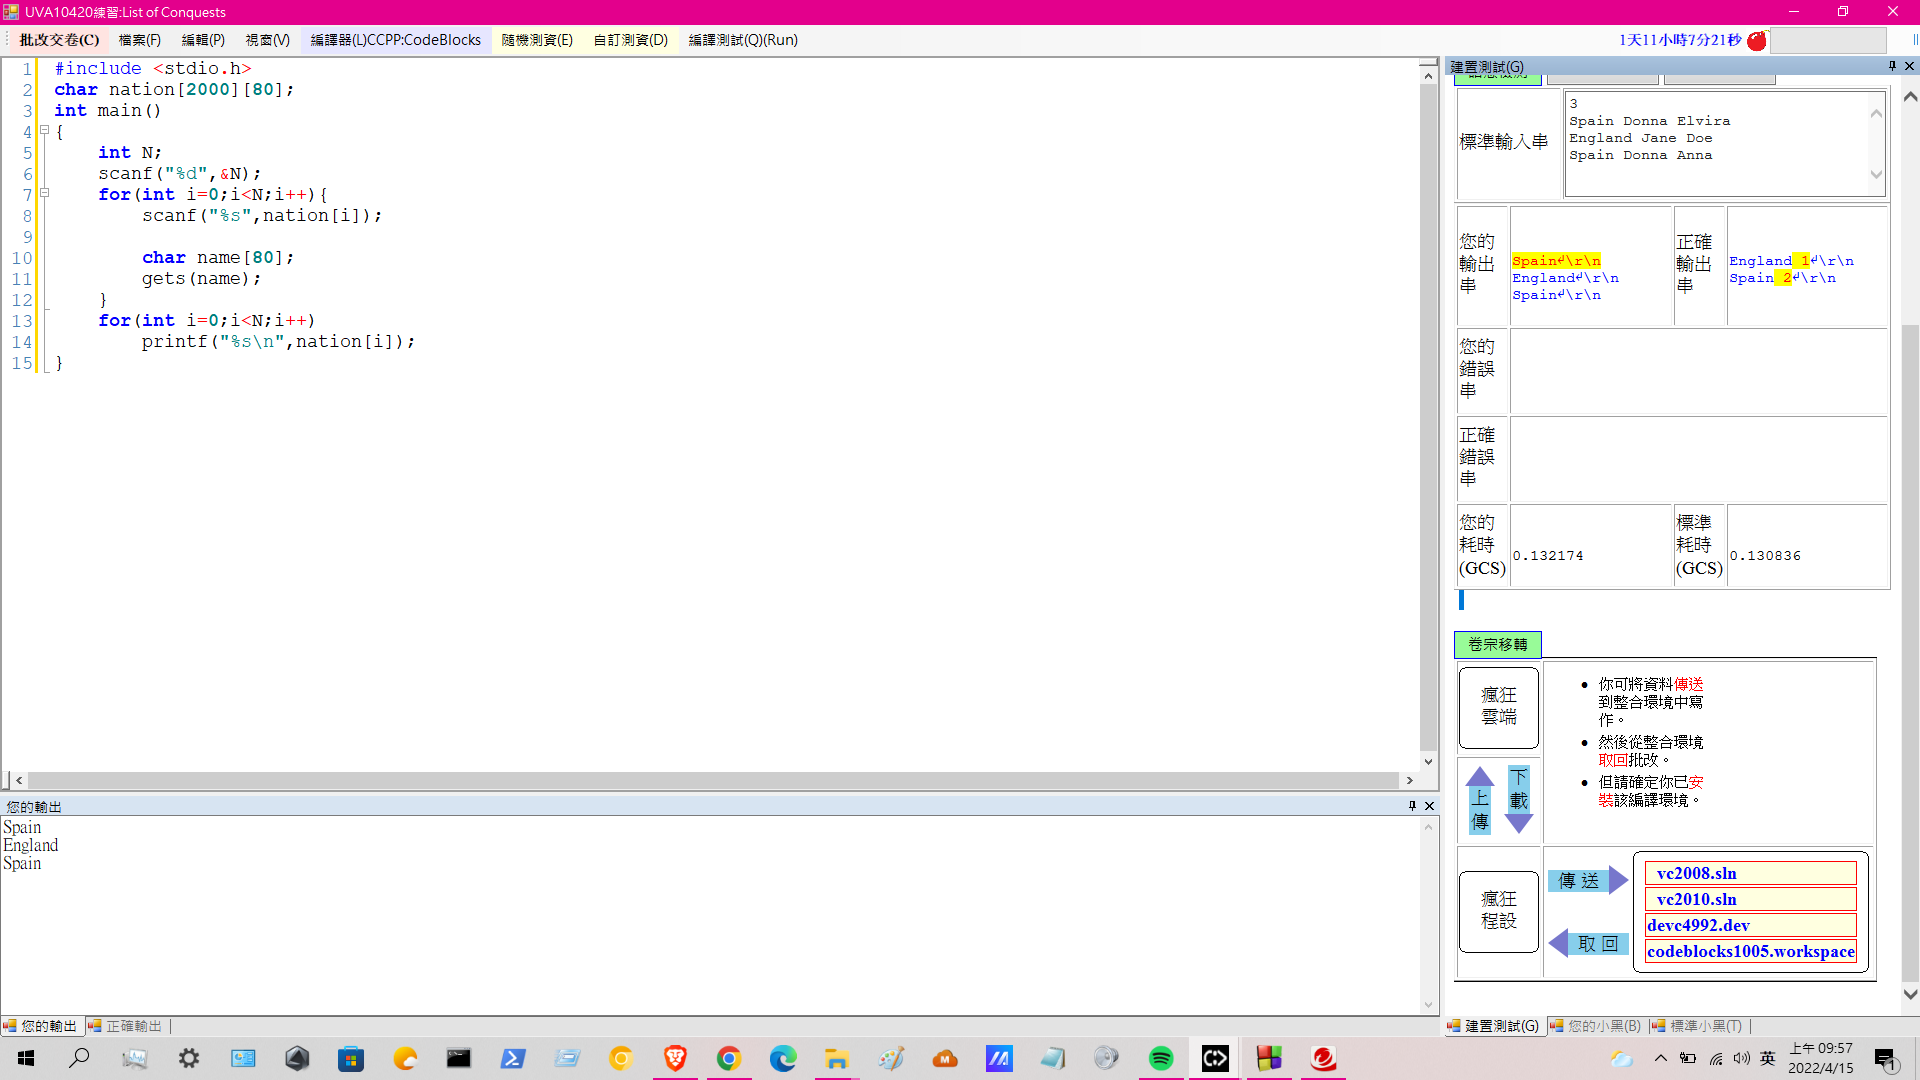 UVA10420練習:List of Conquests
批改交卷(C) 檔案(F) 編輯(P) 視窗(V) 編譯器(L)CCPP:CodeBlocks 隨機測資(E) 自訂測資(D) 編譯測試(Q)(Run)
1天11小時7分21秒
1 #include <stdio.h>
2 char nation[2000][80];
3 int main()
4 {
5 int N;
6 scanf("%d",&N);
7 for(int i=0;i<N;i++){
8 scanf("%s",nation[i]);
9
10 char name[80];
11 gets(name);
12 }
13 for(int i=0;i<N;i++)
14 printf("%s\n",nation[i]);
15 }
您的輸出
Spain
England
Spain
您的輸出 正確輸出
建置測試(G)
標準輸入串
3
Spain Donna Elvira
England Jane Doe
Spain Donna Anna
您的
輸出
串
Spain↲\r\n
England↲\r\n
Spain↲\r\n
正確
輸出
串
England 1↲\r\n
Spain 2↲\r\n
您的
錯誤
串
正確
錯誤
串
您的
耗時
(GCS)
0.132174
標準
耗時
(GCS)
0.130836
卷宗移轉
瘋狂
雲端
• 你可將資料傳送
到整合環境中寫
作。
• 然後從整合環境
取回批改。
• 但請確定你已安
裝該編譯環境。
上
傳
下
載
瘋狂
程設
傳 送
取 回
vc2008.sln
vc2010.sln
devc4992.dev
codeblocks1005.workspace
建置測試(G) 您的小黑(B) 標準小黑(T)
英
上午 09:57
2022/4/15
1